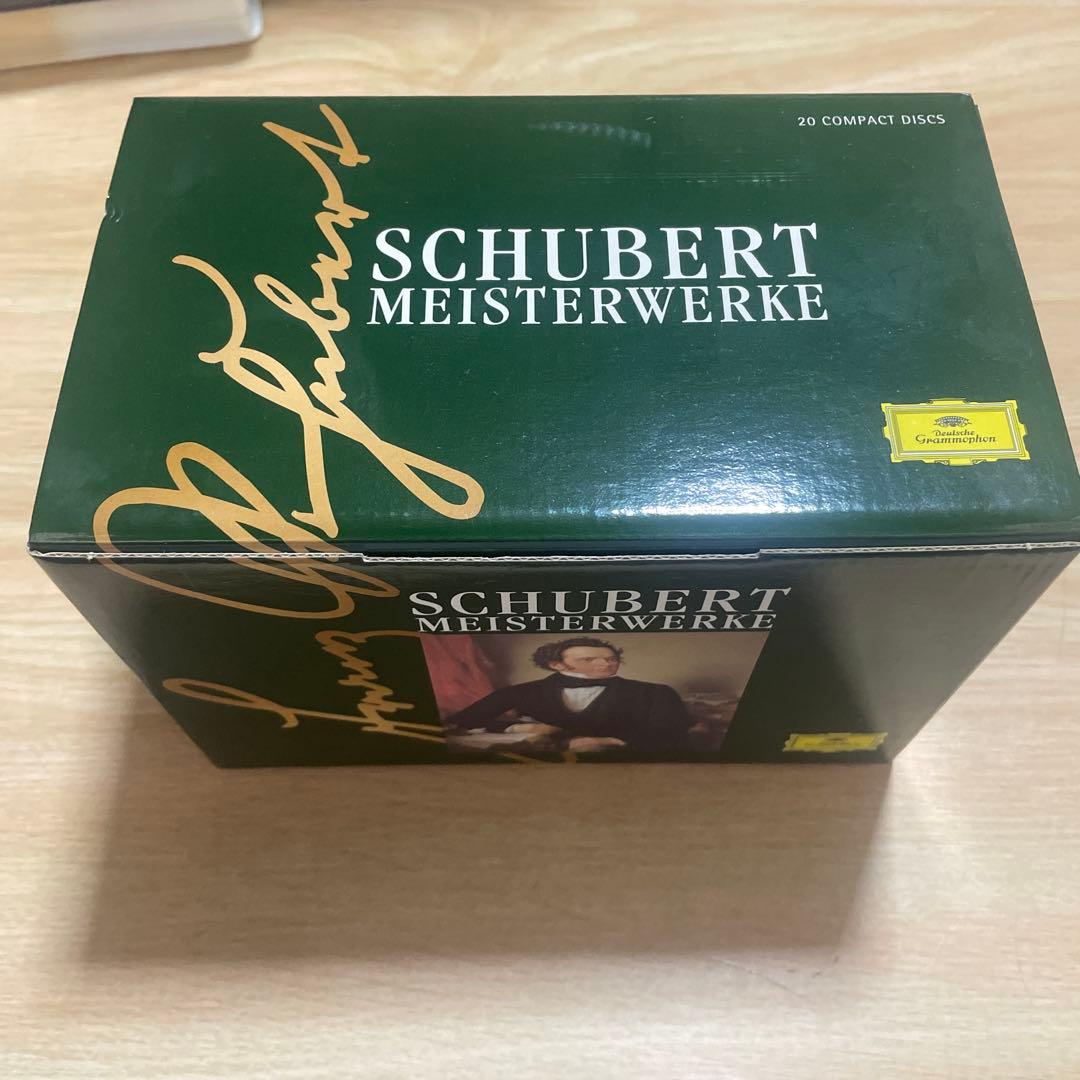 20 COMPACT DISCS
SCHUBERT
MEISTERWERKE
Deutsche
Grammophon
SCHUBERT
MEISTERWERKE